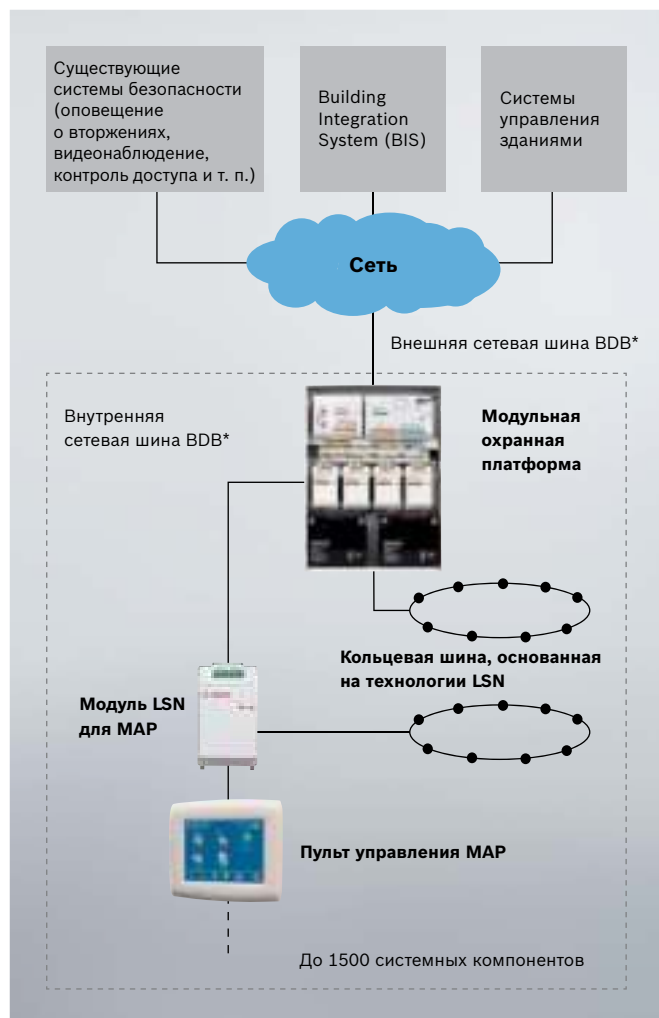 Существующие
системы безопасности
(оповещение
о вторжениях,
видеонаблюдение,
контроль доступа и т. п.)
Building
Integration
System (BIS)
Системы
управления
зданиями
Сеть
Внешняя сетевая шина BDB*
Внутренняя
сетевая шина BDB*
Модульная
охранная
платформа
Кольцевая шина, основанная
на технологии LSN
Модуль LSN
для MAP
Пульт управления MAP
До 1500 системных компонентов